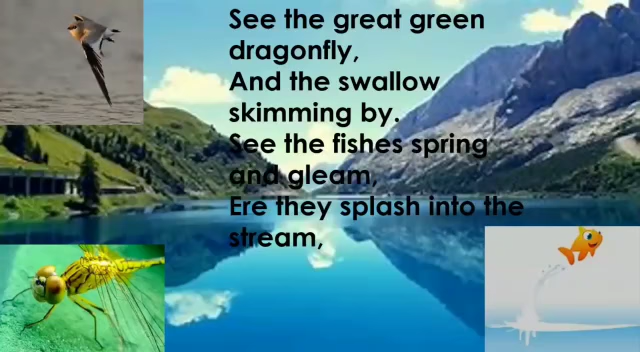 See the great green
dragonfly,
And the swallow
skimming by.
See the fishes spring
and gleam,
Ere they splash into the
stream,